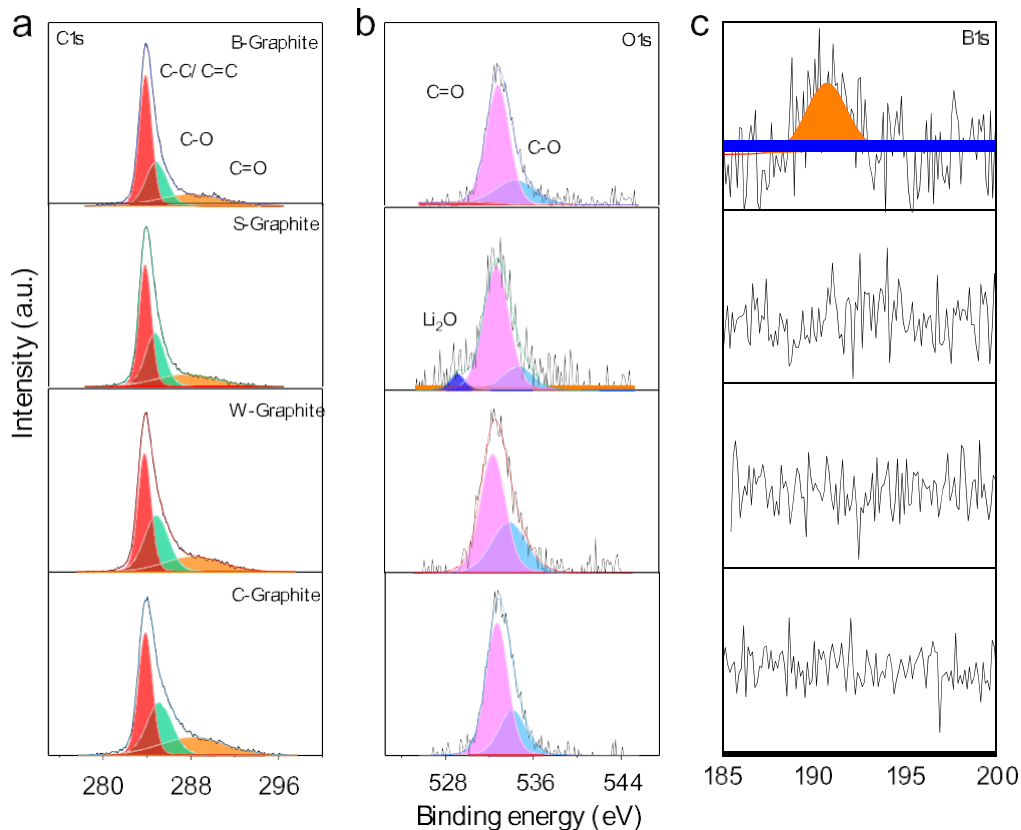 a
b
c
C1s
B-Graphite
C-C/ C=C
C-O
C=O
O1s
C=O
C-O
B1s
S-Graphite
Li₂O
W-Graphite
C-Graphite
Intensity (a.u.)
280 288 296
528 536 544
185 190 195 200
Binding energy (eV)